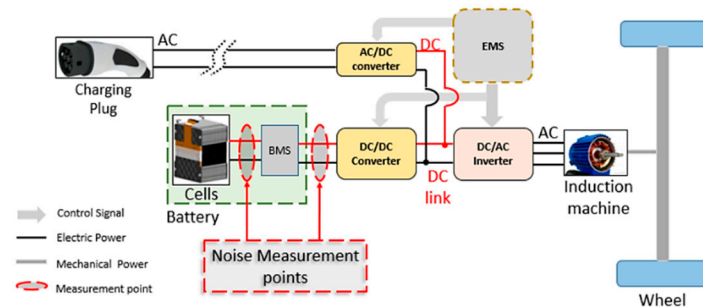 AC
Charging
Plug
AC/DC
converter
DC
EMS
Cells
Battery
BMS
DC/DC
Converter
DC
link
DC/AC
Inverter
AC
Induction
machine
Wheel
Control Signal
Electric Power
Mechanical Power
Measurement point
Noise Measurement
points